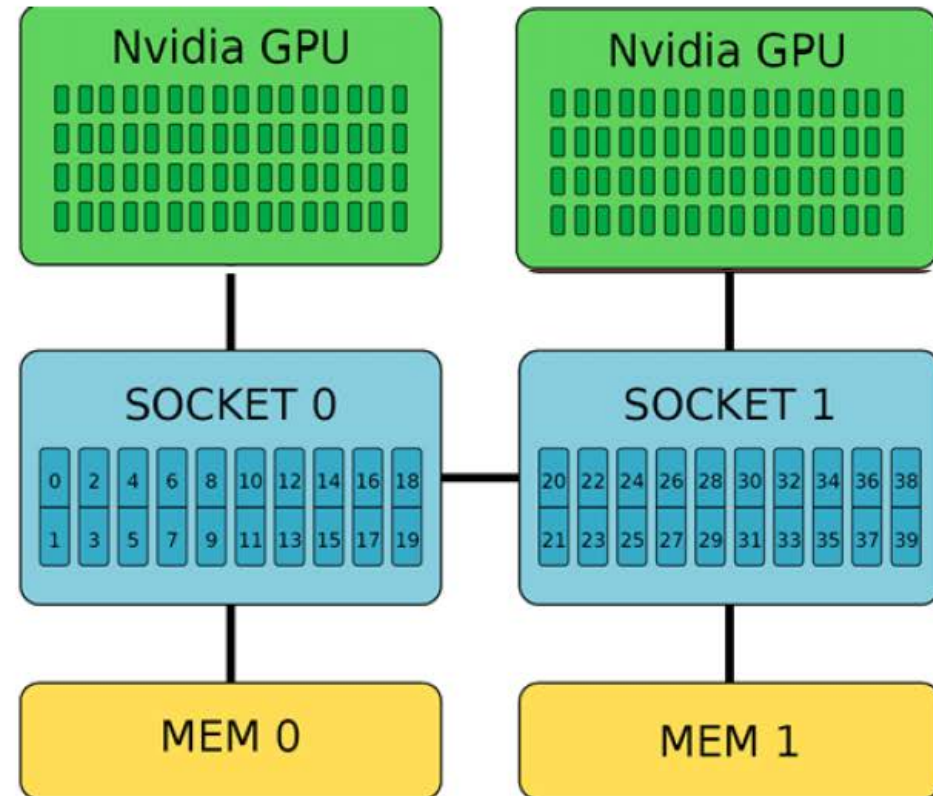 Nvidia GPU
Nvidia GPU
SOCKET 0
SOCKET 1
0 2 4 6 8 10 12 14 16 18
1 3 5 7 9 11 13 15 17 19
20 22 24 26 28 30 32 34 36 38
21 23 25 27 29 31 33 35 37 39
MEM 0
MEM 1